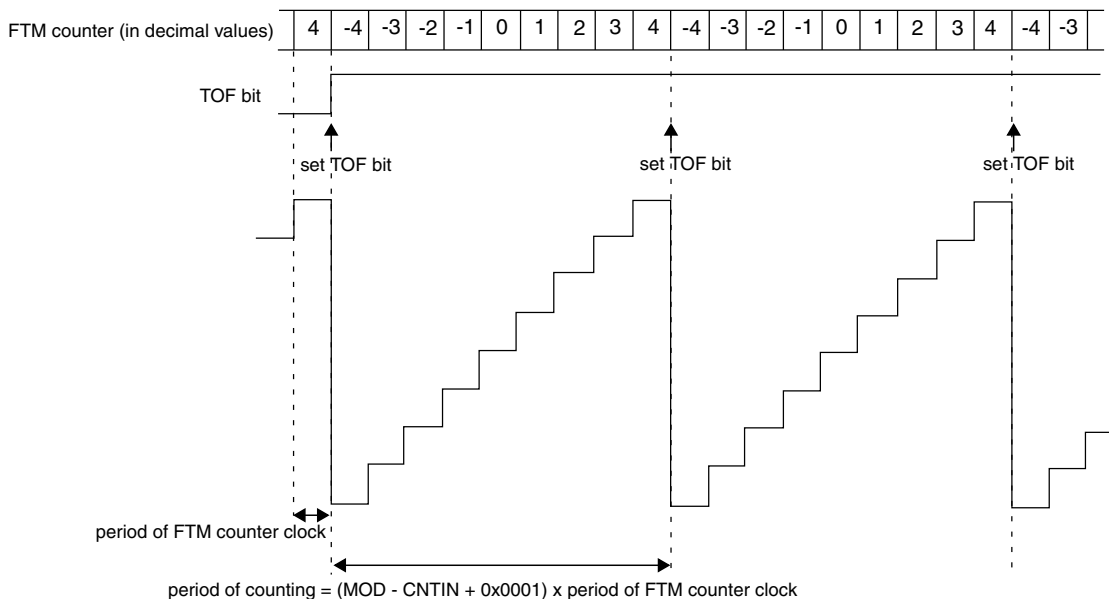 FTM counter (in decimal values) 4 -4 -3 -2 -1 0 1 2 3 4 -4 -3 -2 -1 0 1 2 3 4 -4 -3
TOF bit
set TOF bit set TOF bit set TOF bit
period of FTM counter clock
period of counting = (MOD - CNTIN + 0x0001) x period of FTM counter clock